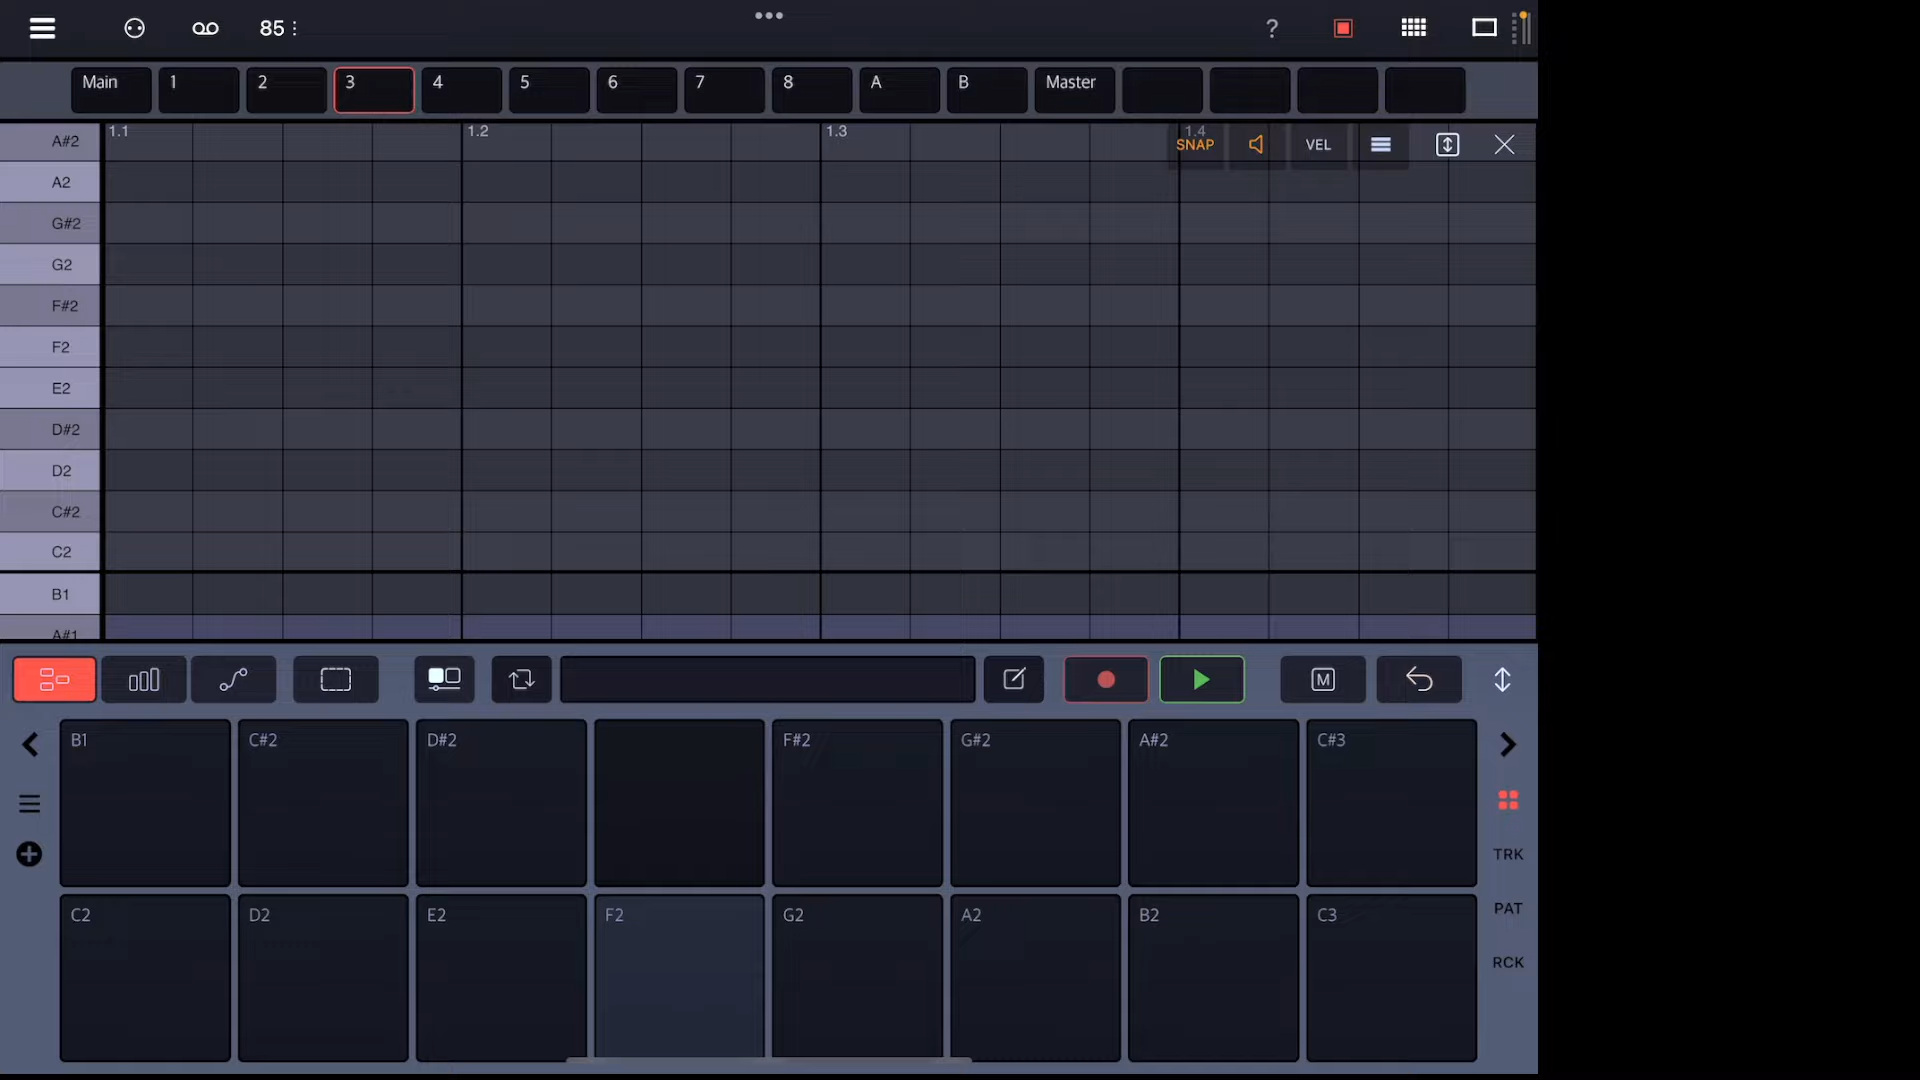 85
?
Main 1 2 3 4 5 6 7 8 A B Master
1.1 1.2 1.3 1.4
SNAP VEL
A#2
A2
G#2
G2
F#2
F2
E2
D#2
D2
C#2
C2
B1
A#1
M
B1 C#2 D#2 F#2 G#2 A#2 C#3
TRK
C2 D2 E2 F2 G2 A2 B2 C3
PAT
RCK